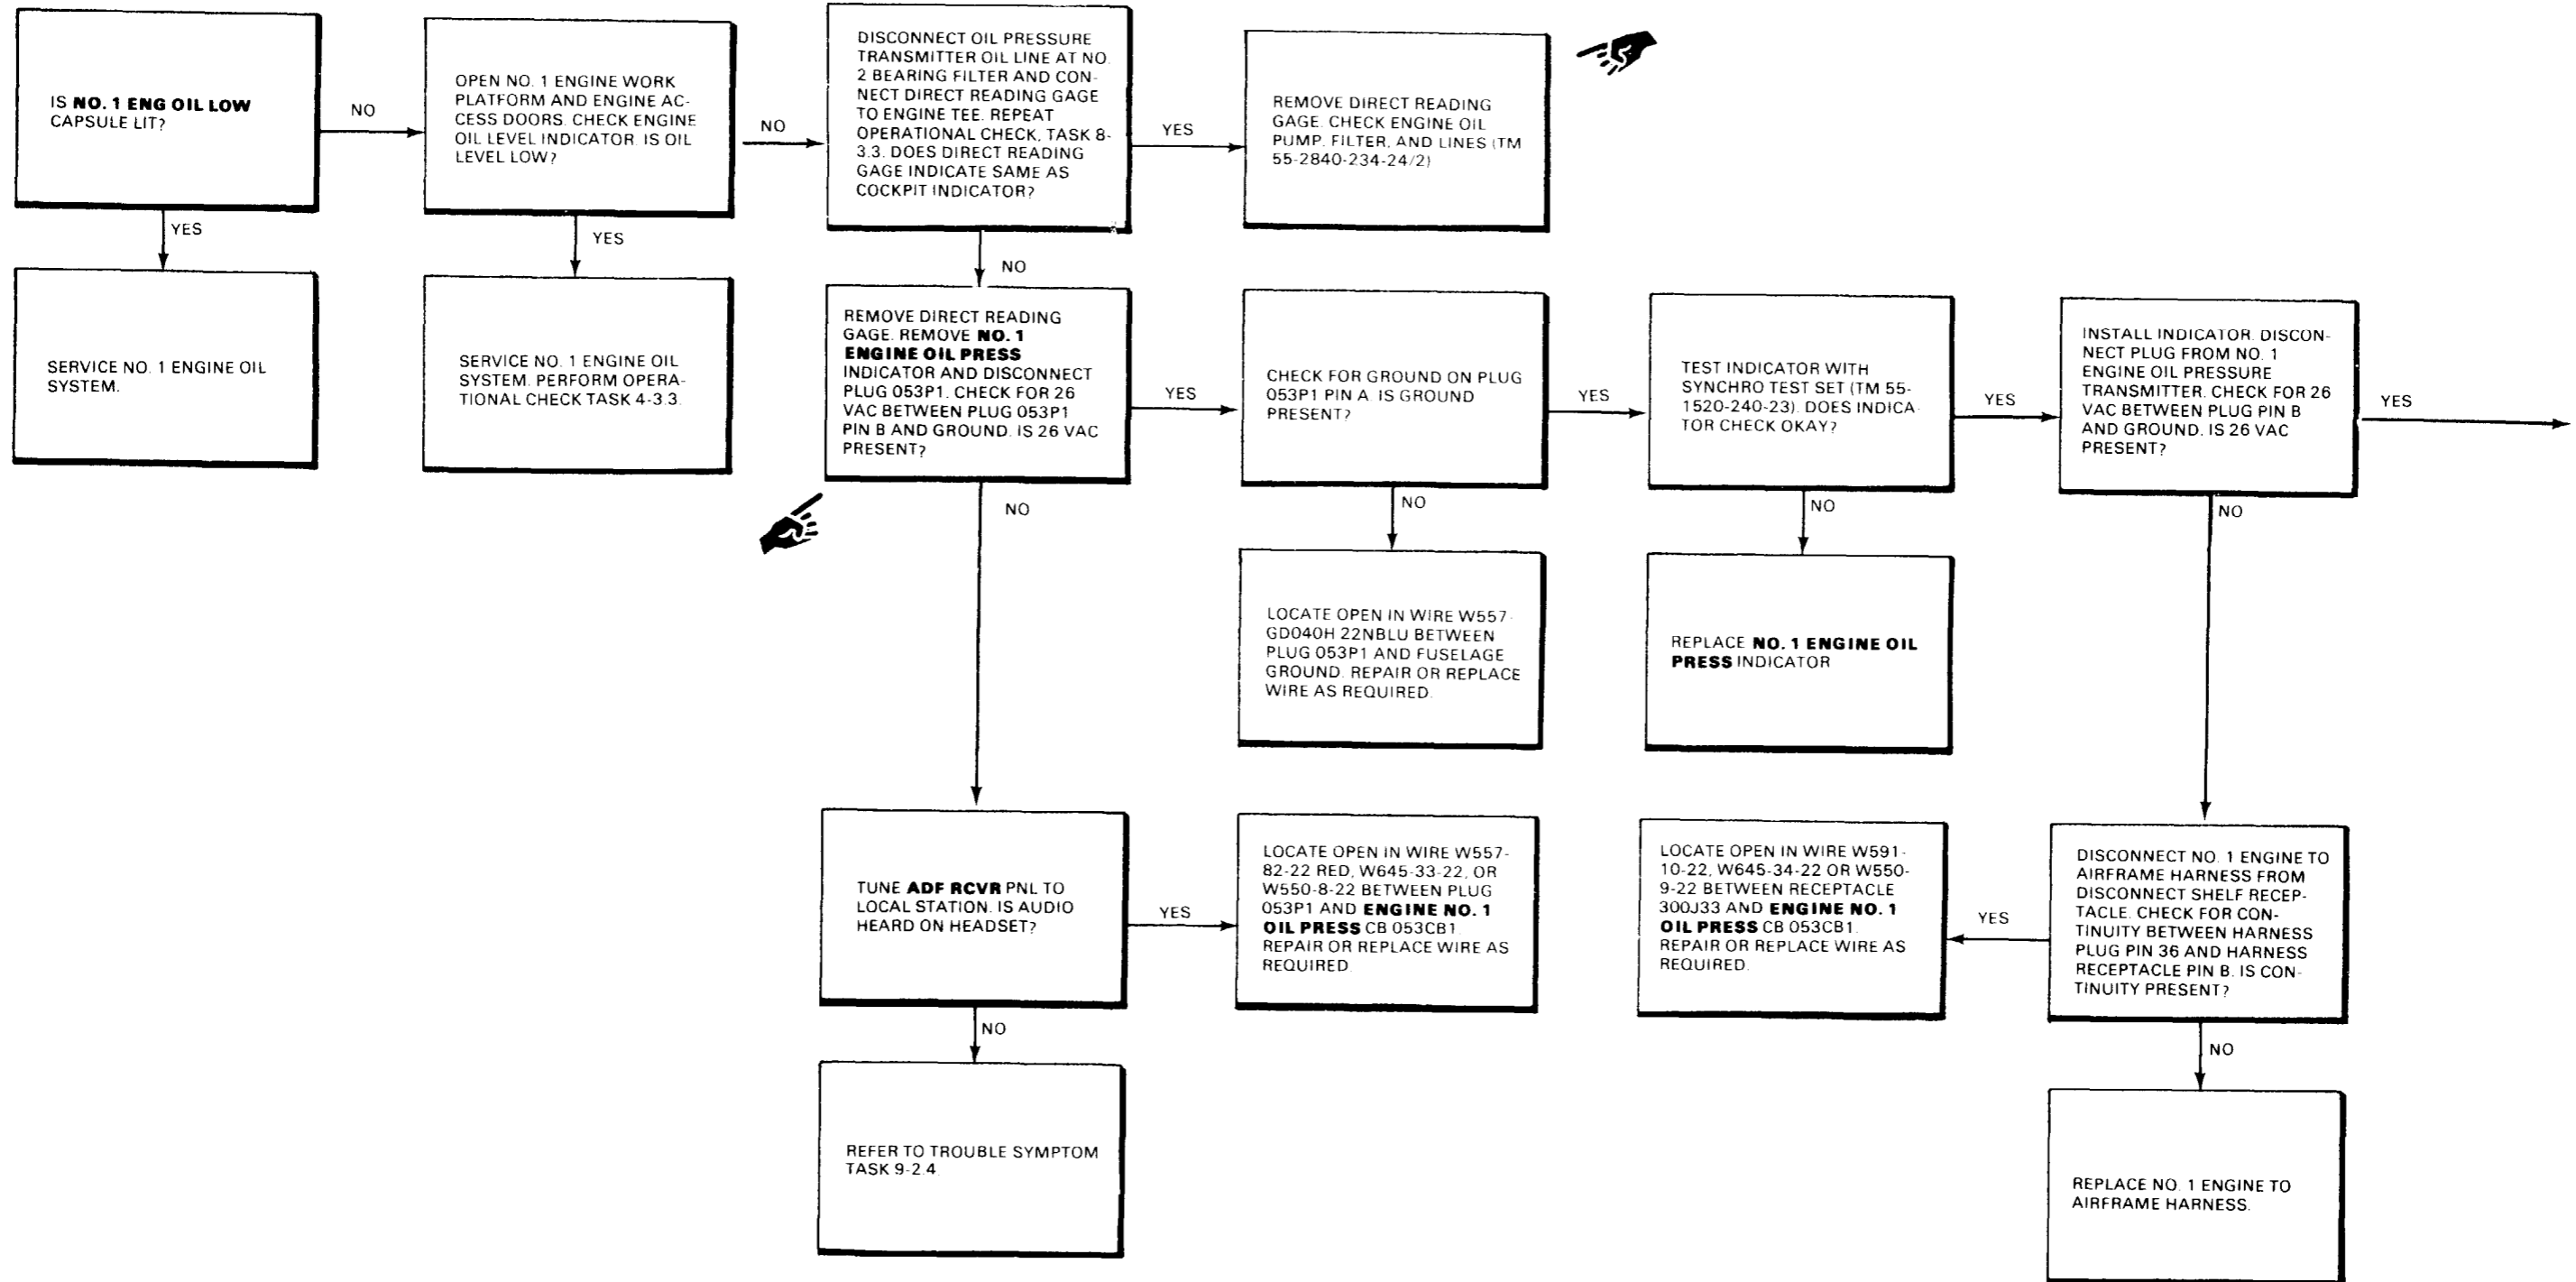 IS NO. 1 ENG OIL LOW
CAPSULE LIT?
NO
YES
SERVICE NO. 1 ENGINE OIL
SYSTEM.
OPEN NO. 1 ENGINE WORK
PLATFORM AND ENGINE AC-
CESS DOORS. CHECK ENGINE
OIL LEVEL INDICATOR. IS OIL
LEVEL LOW?
NO
YES
SERVICE NO. 1 ENGINE OIL
SYSTEM. PERFORM OPERA-
TIONAL CHECK TASK 4-3.3.
DISCONNECT OIL PRESSURE
TRANSMITTER OIL LINE AT NO.
2 BEARING FILTER AND CON-
NECT DIRECT READING GAGE
TO ENGINE TEE. REPEAT
OPERATIONAL CHECK, TASK 8-
3.3. DOES DIRECT READING
GAGE INDICATE SAME AS
COCKPIT INDICATOR?
YES
NO
REMOVE DIRECT READING
GAGE. CHECK ENGINE OIL
PUMP, FILTER, AND LINES (TM
55-2840-234-24/2)
REMOVE DIRECT READING
GAGE. REMOVE NO. 1
ENGINE OIL PRESS
INDICATOR AND DISCONNECT
PLUG 053P1. CHECK FOR 26
VAC BETWEEN PLUG 053P1
PIN B AND GROUND. IS 26 VAC
PRESENT?
YES
NO
CHECK FOR GROUND ON PLUG
053P1 PIN A. IS GROUND
PRESENT?
YES
NO
TEST INDICATOR WITH
SYNCHRO TEST SET (TM 55-
1520-240-23). DOES INDICA-
TOR CHECK OKAY?
YES
NO
INSTALL INDICATOR. DISCON-
NECT PLUG FROM NO. 1
ENGINE OIL PRESSURE
TRANSMITTER. CHECK FOR 26
VAC BETWEEN PLUG PIN B
AND GROUND. IS 26 VAC
PRESENT?
YES
NO
LOCATE OPEN IN WIRE W557-
GD040H 22NBLU BETWEEN
PLUG 053P1 AND FUSELAGE
GROUND. REPAIR OR REPLACE
WIRE AS REQUIRED.
REPLACE NO. 1 ENGINE OIL
PRESS INDICATOR
TUNE ADF RCVR PNL TO
LOCAL STATION. IS AUDIO
HEARD ON HEADSET?
YES
NO
LOCATE OPEN IN WIRE W557-
82-22 RED, W645-33-22, OR
W550-8-22 BETWEEN PLUG
053P1 AND ENGINE NO. 1
OIL PRESS CB 053CB1.
REPAIR OR REPLACE WIRE AS
REQUIRED.
LOCATE OPEN IN WIRE W591-
10-22, W645-34-22 OR W550-
9-22 BETWEEN RECEPTACLE
300J33 AND ENGINE NO. 1
OIL PRESS CB 053CB1.
REPAIR OR REPLACE WIRE AS
REQUIRED.
YES
DISCONNECT NO. 1 ENGINE TO
AIRFRAME HARNESS FROM
DISCONNECT SHELF RECEP-
TACLE. CHECK FOR CON-
TINUITY BETWEEN HARNESS
PLUG PIN 36 AND HARNESS
RECEPTACLE PIN B. IS CON-
TINUITY PRESENT?
NO
REFER TO TROUBLE SYMPTOM
TASK 9-2.4.
REPLACE NO. 1 ENGINE TO
AIRFRAME HARNESS.